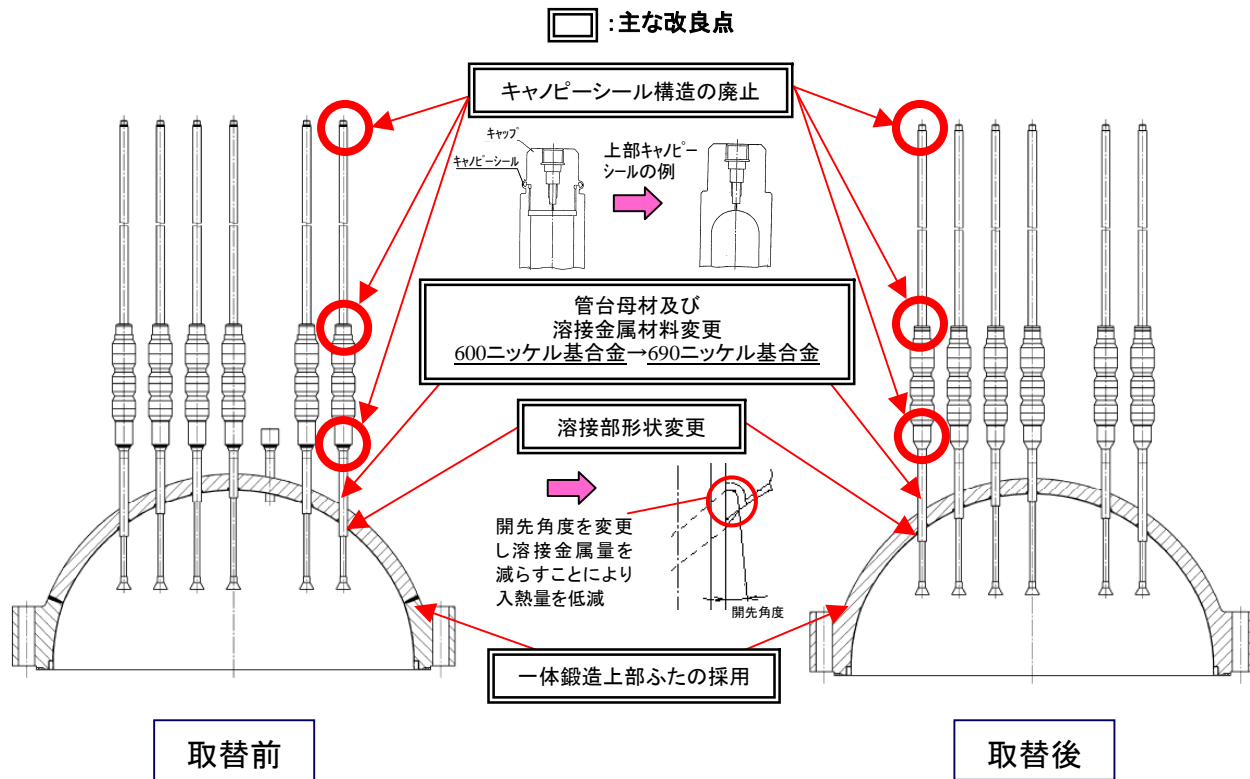 ：主な改良点
キャノピーシール構造の廃止
キャップ
キャノピーシール
上部キャノピー
シールの例
管台母材及び
溶接金属材料変更
600ニッケル基合金→690ニッケル基合金
溶接部形状変更
開先角度を変更
し溶接金属量を
減らすことにより
入熱量を低減
開先角度
一体鍛造上部ふたの採用
取替前
取替後